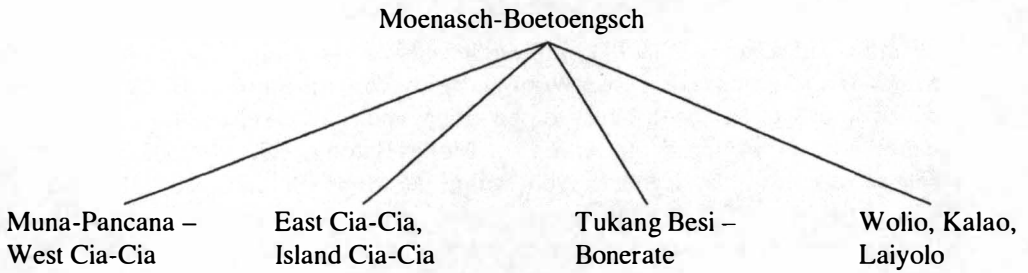 Moenasch-Boetoengsch
Muna-Pancana –
West Cia-Cia
East Cia-Cia,
Island Cia-Cia
Tukang Besi –
Bonerate
Wolio, Kalao,
Laiyolo